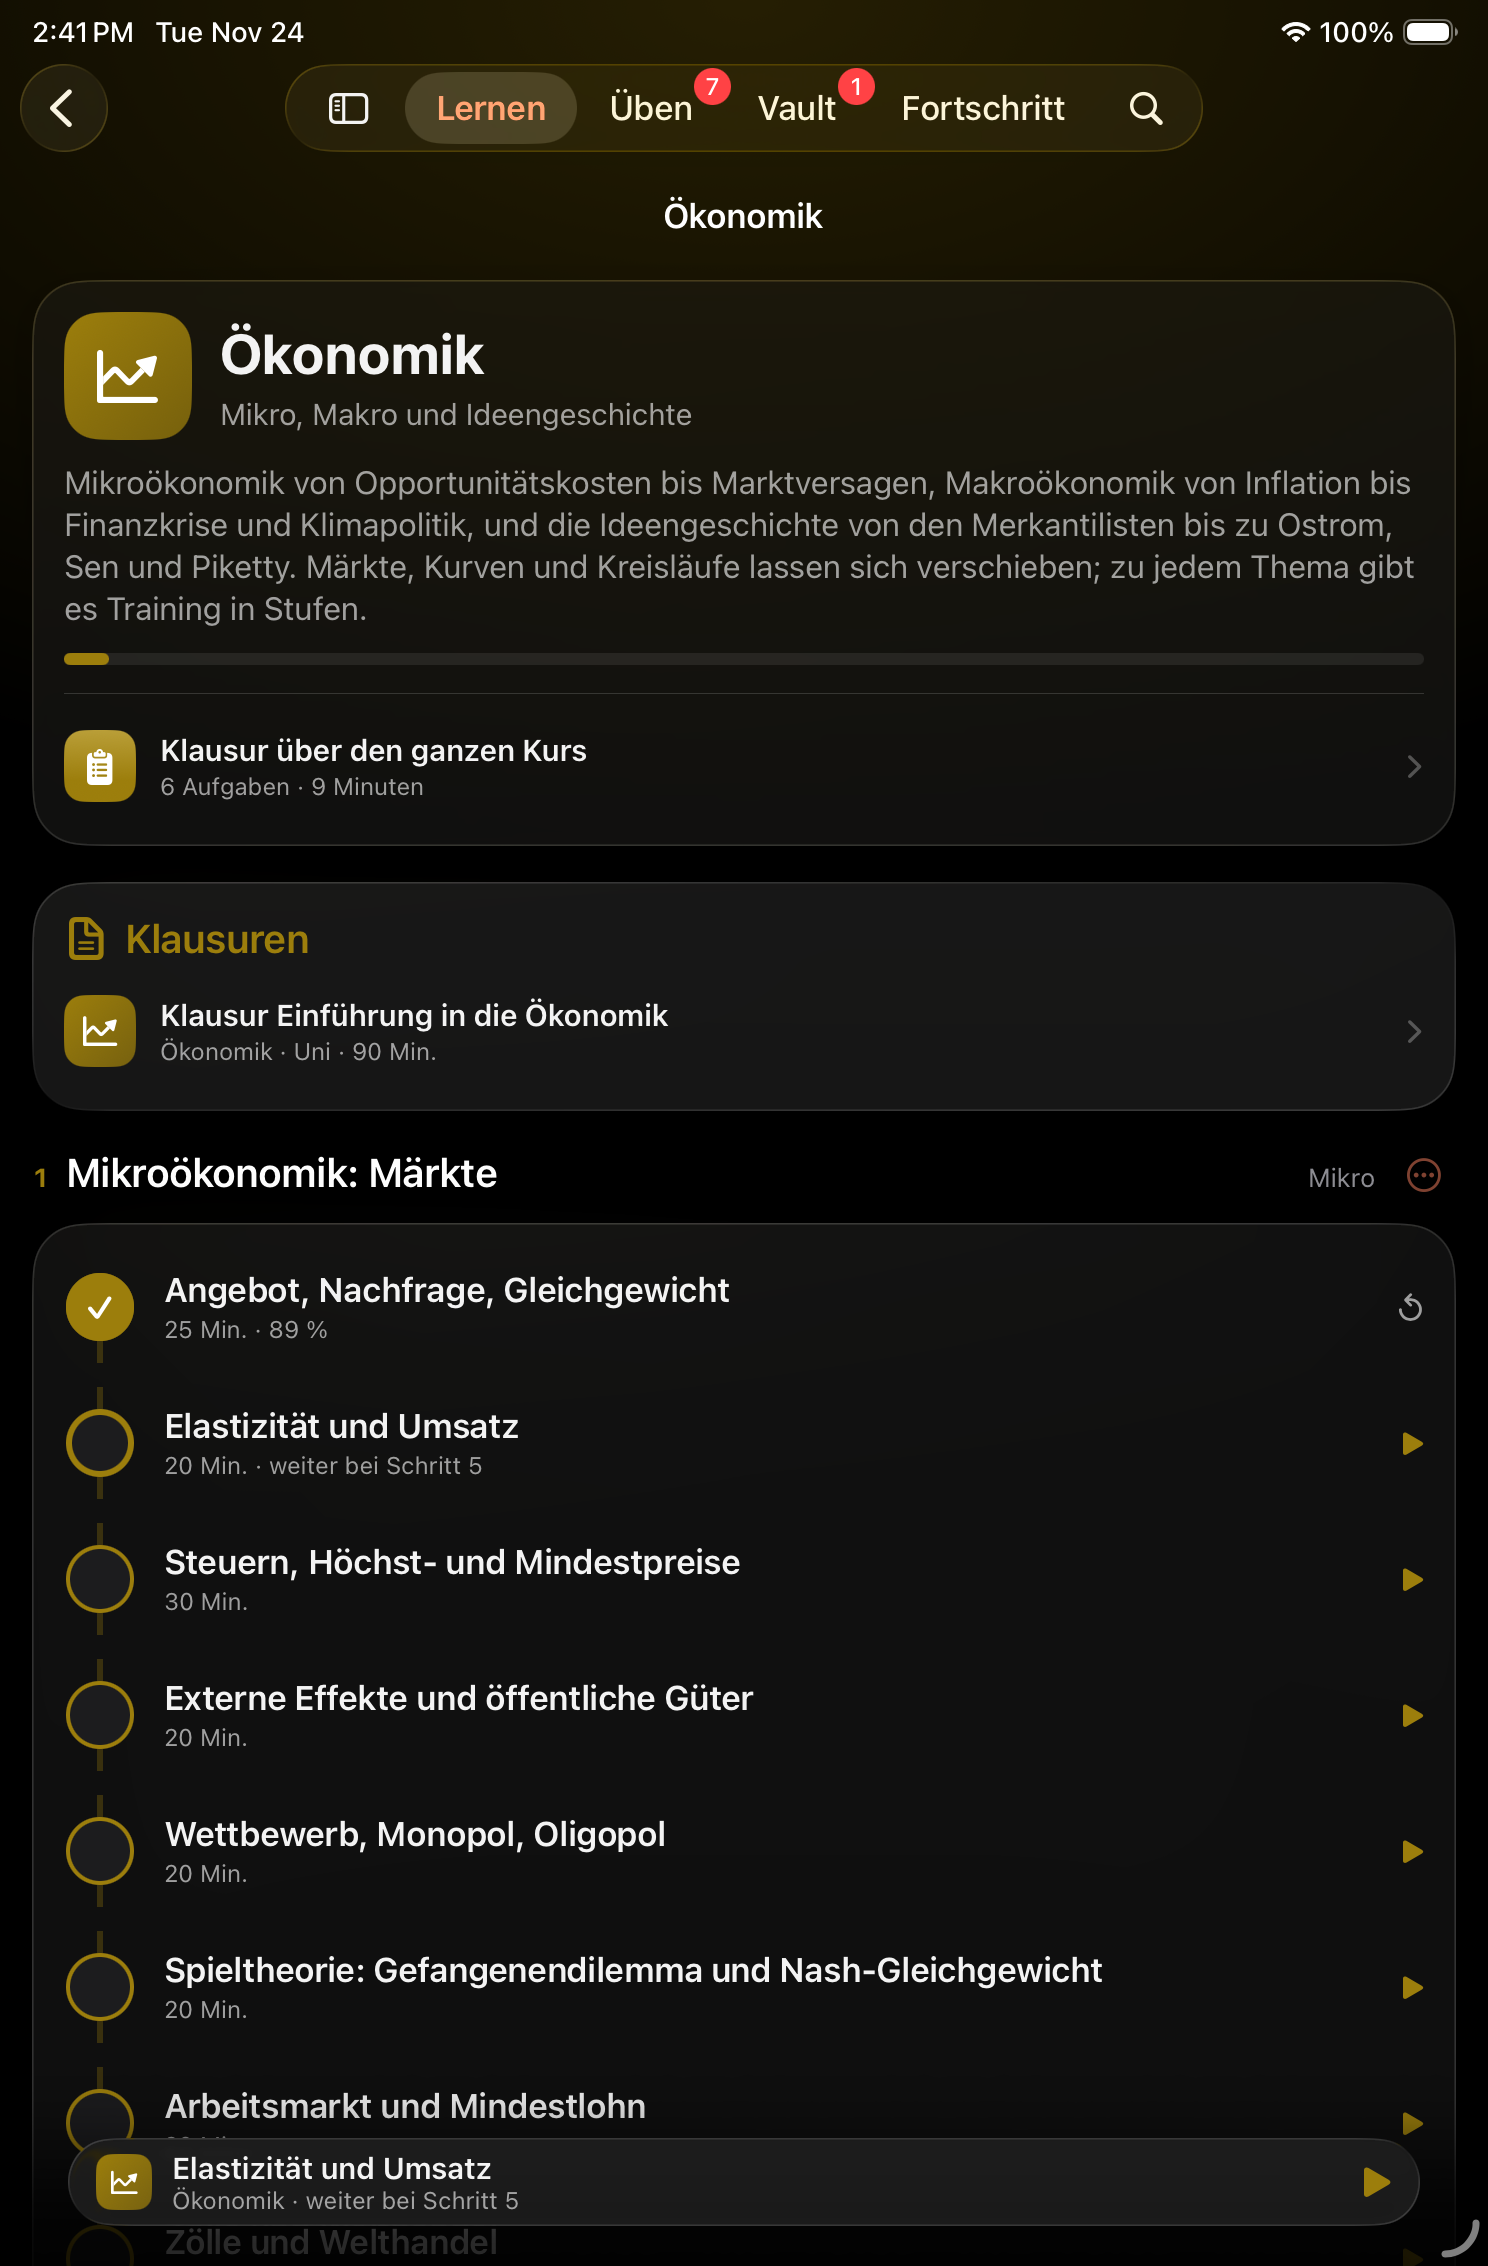 2:41 PM Tue Nov 24
100%
Lernen
Üben
7
Vault
1
Fortschritt
Ökonomik
Ökonomik
Mikro, Makro und Ideengeschichte
Mikroökonomik von Opportunitätskosten bis Marktversagen, Makroökonomik von Inflation bis
Finanzkrise und Klimapolitik, und die Ideengeschichte von den Merkantilisten bis zu Ostrom,
Sen und Piketty. Märkte, Kurven und Kreisläufe lassen sich verschieben; zu jedem Thema gibt
es Training in Stufen.
Klausur über den ganzen Kurs
6 Aufgaben · 9 Minuten
Klausuren
Klausur Einführung in die Ökonomik
Ökonomik · Uni · 90 Min.
1 Mikroökonomik: Märkte
Mikro
Angebot, Nachfrage, Gleichgewicht
25 Min. · 89 %
Elastizität und Umsatz
20 Min. · weiter bei Schritt 5
Steuern, Höchst- und Mindestpreise
30 Min.
Externe Effekte und öffentliche Güter
20 Min.
Wettbewerb, Monopol, Oligopol
20 Min.
Spieltheorie: Gefangenendilemma und Nash-Gleichgewicht
20 Min.
Arbeitsmarkt und Mindestlohn
Elastizität und Umsatz
Ökonomik · weiter bei Schritt 5
Zölle und Welthandel